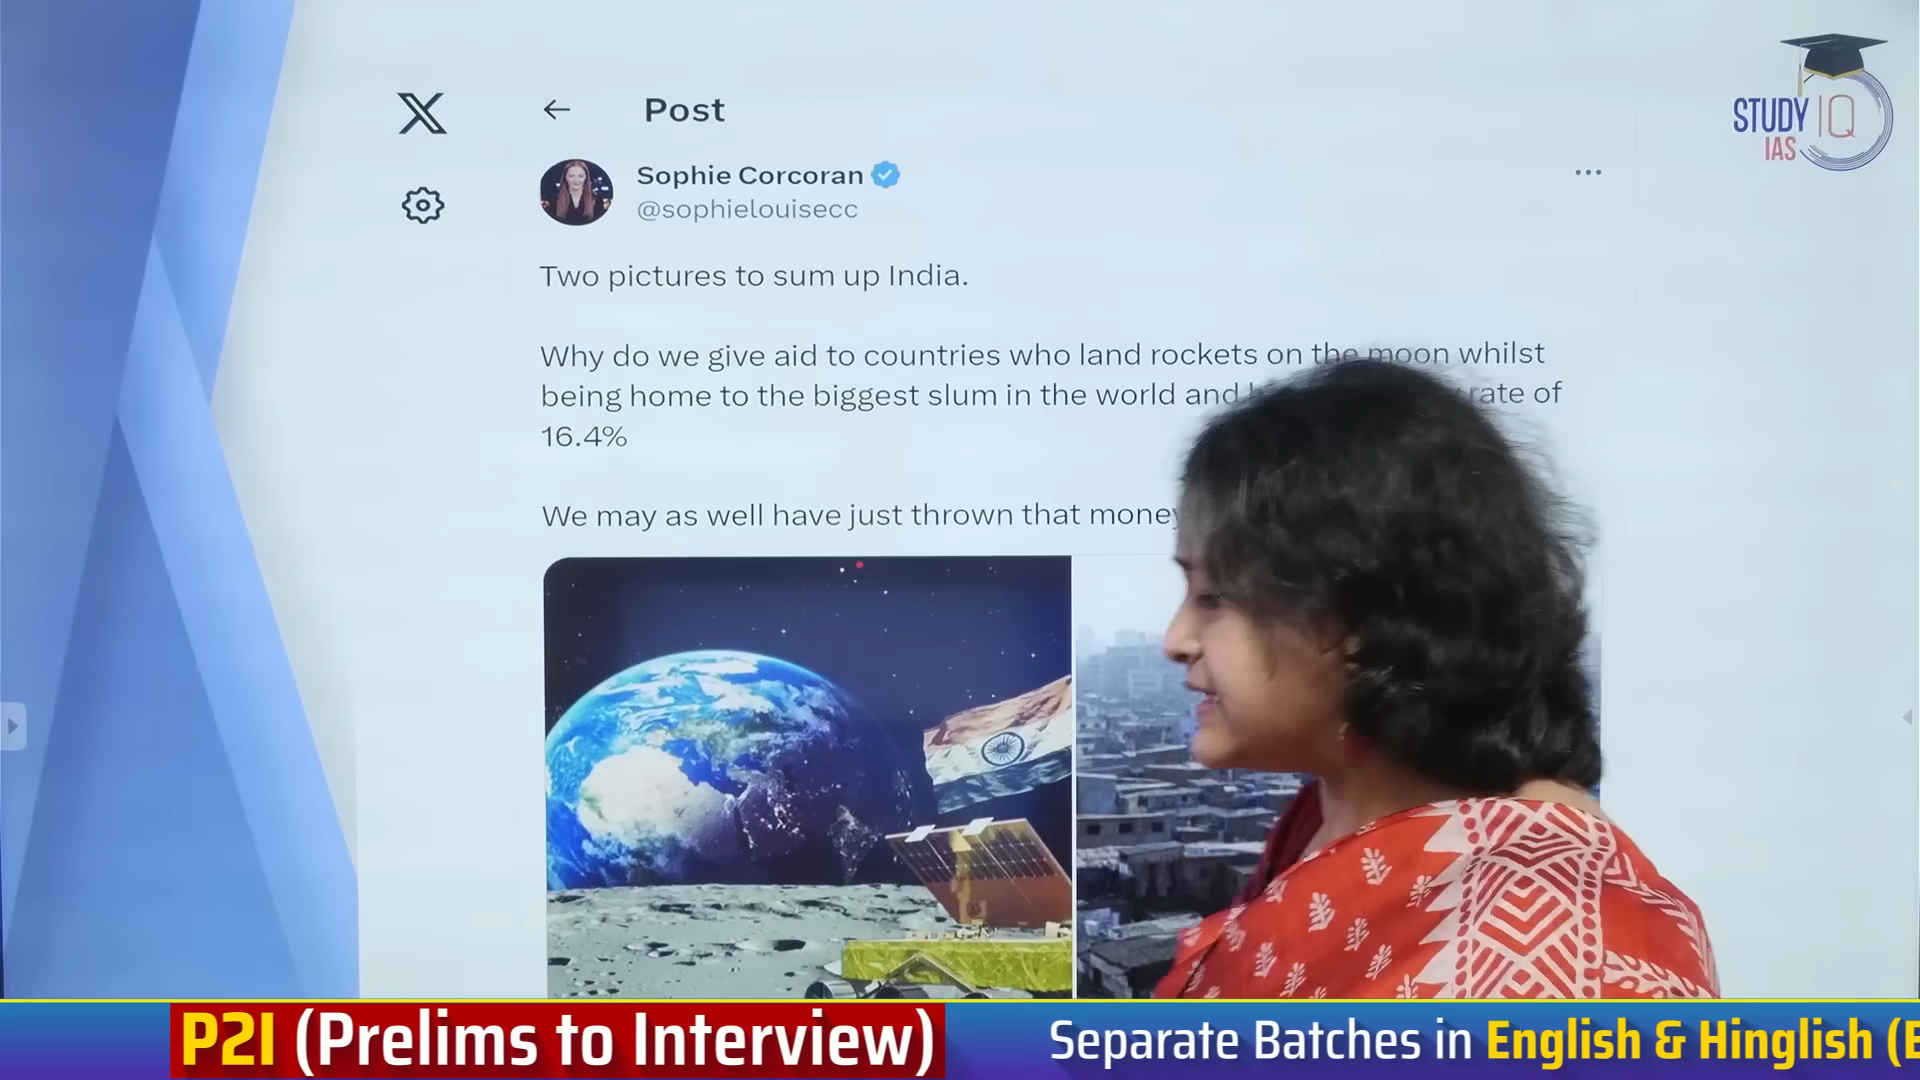 Post
STUDY IQ
IAS
Sophie Corcoran
@sophielouisecc
Two pictures to sum up India.
Why do we give aid to countries who land rockets on the moon whilst
being home to the biggest slum in the world and rate of
16.4%
We may as well have just thrown that money
P2I (Prelims to Interview)
Separate Batches in English & Hinglish (